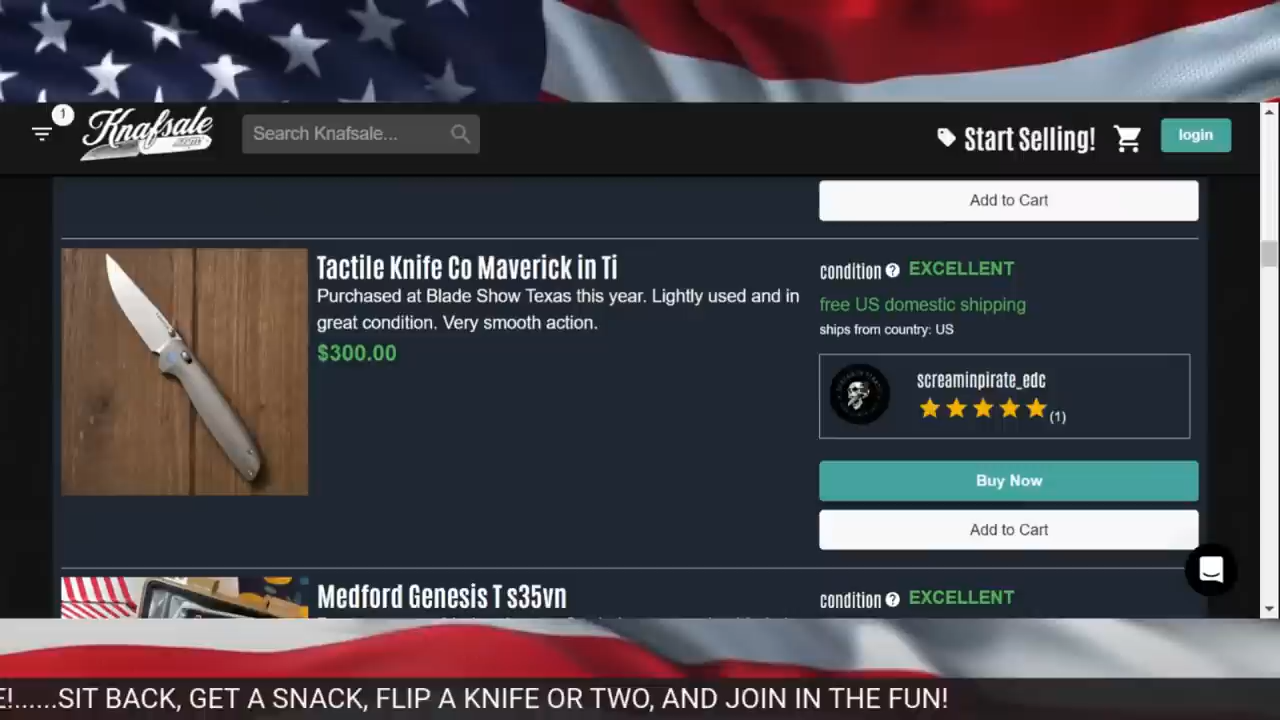 1
Knafsale
Search Knafsale...
Start Selling!
login
Add to Cart
Tactile Knife Co Maverick in Ti
Purchased at Blade Show Texas this year. Lightly used and in
great condition. Very smooth action.
$300.00
condition ? EXCELLENT
free US domestic shipping
ships from country: US
screaminpirate_edc
(1)
Buy Now
Add to Cart
Medford Genesis T s35vn
condition ? EXCELLENT
E!......SIT BACK, GET A SNACK, FLIP A KNIFE OR TWO, AND JOIN IN THE FUN!